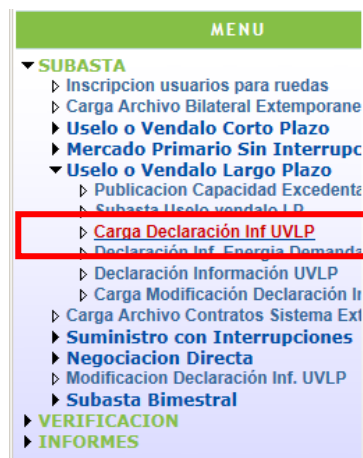 MENU
SUBASTA
Inscripcion usuarios para ruedas
Carga Archivo Bilateral Extemporane
Uselo o Vendalo Corto Plazo
Mercado Primario Sin Interrupc
Uselo o Vendalo Largo Plazo
Publicacion Capacidad Excedenta
Subasta Uselo vendalo LP
Carga Declaración Inf UVLP
Declaración Inf. Energia Demanda
Declaración Información UVLP
Carga Modificación Declaración In
Carga Archivo Contratos Sistema Ext
Suministro con Interrupciones
Negociacion Directa
Modificacion Declaración Inf. UVLP
Subasta Bimestral
VERIFICACION
INFORMES